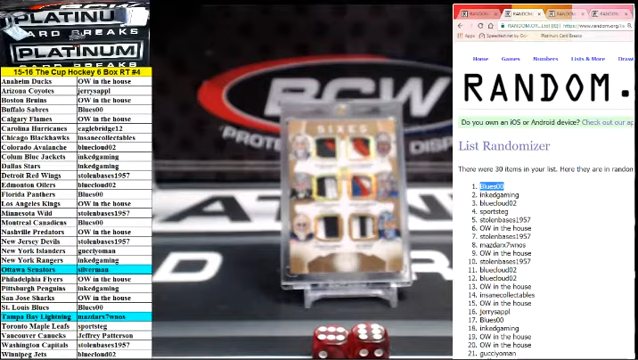 PLATINU
CARD BREAKS
PLATINUM
CARD BREAKS
15-16 The Cup Hockey 6 Box RT #4
Anaheim Ducks OW in the house
Arizona Coyotes jerrysappl
Boston Bruins OW in the house
Buffalo Sabres Blues00
Calgary Flames OW in the house
Carolina Hurricanes eaglebridge12
Chicago Blackhawks insanecollectables
Colorado Avalanche bluecloud02
Colum Blue Jackets inkedgaming
Dallas Stars inkedgaming
Detroit Red Wings stolenbases1957
Edmonton Oilers bluecloud02
Florida Panthers Blues00
Los Angeles Kings OW in the house
Minnesota Wild stolenbases1957
Montreal Canadiens Blues00
Nashville Predators OW in the house
New Jersey Devils stolenbases1957
New York Islanders gucciyoman
New York Rangers inkedgaming
Ottawa Senators silverman
Philadelphia Flyers OW in the house
Pittsburgh Penguins inkedgaming
San Jose Sharks OW in the house
St. Louis Blues Blues00
Tampa Bay Lightning mazdarx7wnos
Toronto Maple Leafs sportsteg
Vancouver Canucks Jeffrey Patterson
Washington Capitals stolenbases1957
Winnipeg Jets bluecloud02
BCW
SIXES
Home Games Numbers Lists & More Draw
RANDOM.
Do you own an iOS or Android device? Check out our ap
List Randomizer
There were 30 items in your list. Here they are in random
1. Blues00
2. inkedgaming
3. bluecloud02
4. sportsteg
5. stolenbases1957
6. OW in the house
7. stolenbases1957
8. mazdarx7wnos
9. OW in the house
10. stolenbases1957
11. bluecloud02
12. bluecloud02
13. OW in the house
14. insanecollectables
15. OW in the house
16. jerrysappl
17. Blues00
18. inkedgaming
19. OW in the house
20. OW in the house
21. gucciyoman